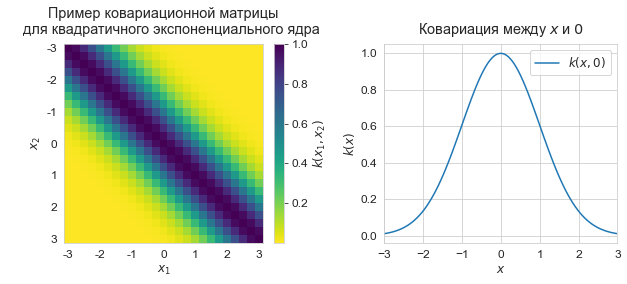 Пример ковариационной матрицы
для квадратичного экспоненциального ядра
-3
-2
-1
0
1
2
3
x₂
-3 -2 -1 0 1 2 3
x₁
1.0
0.8
0.6
0.4
0.2
k(x₁, x₂)
Ковариация между x и 0
1.0
0.8
0.6
0.4
0.2
0.0
k(x)
k(x, 0)
−3 −2 −1 0 1 2 3
x